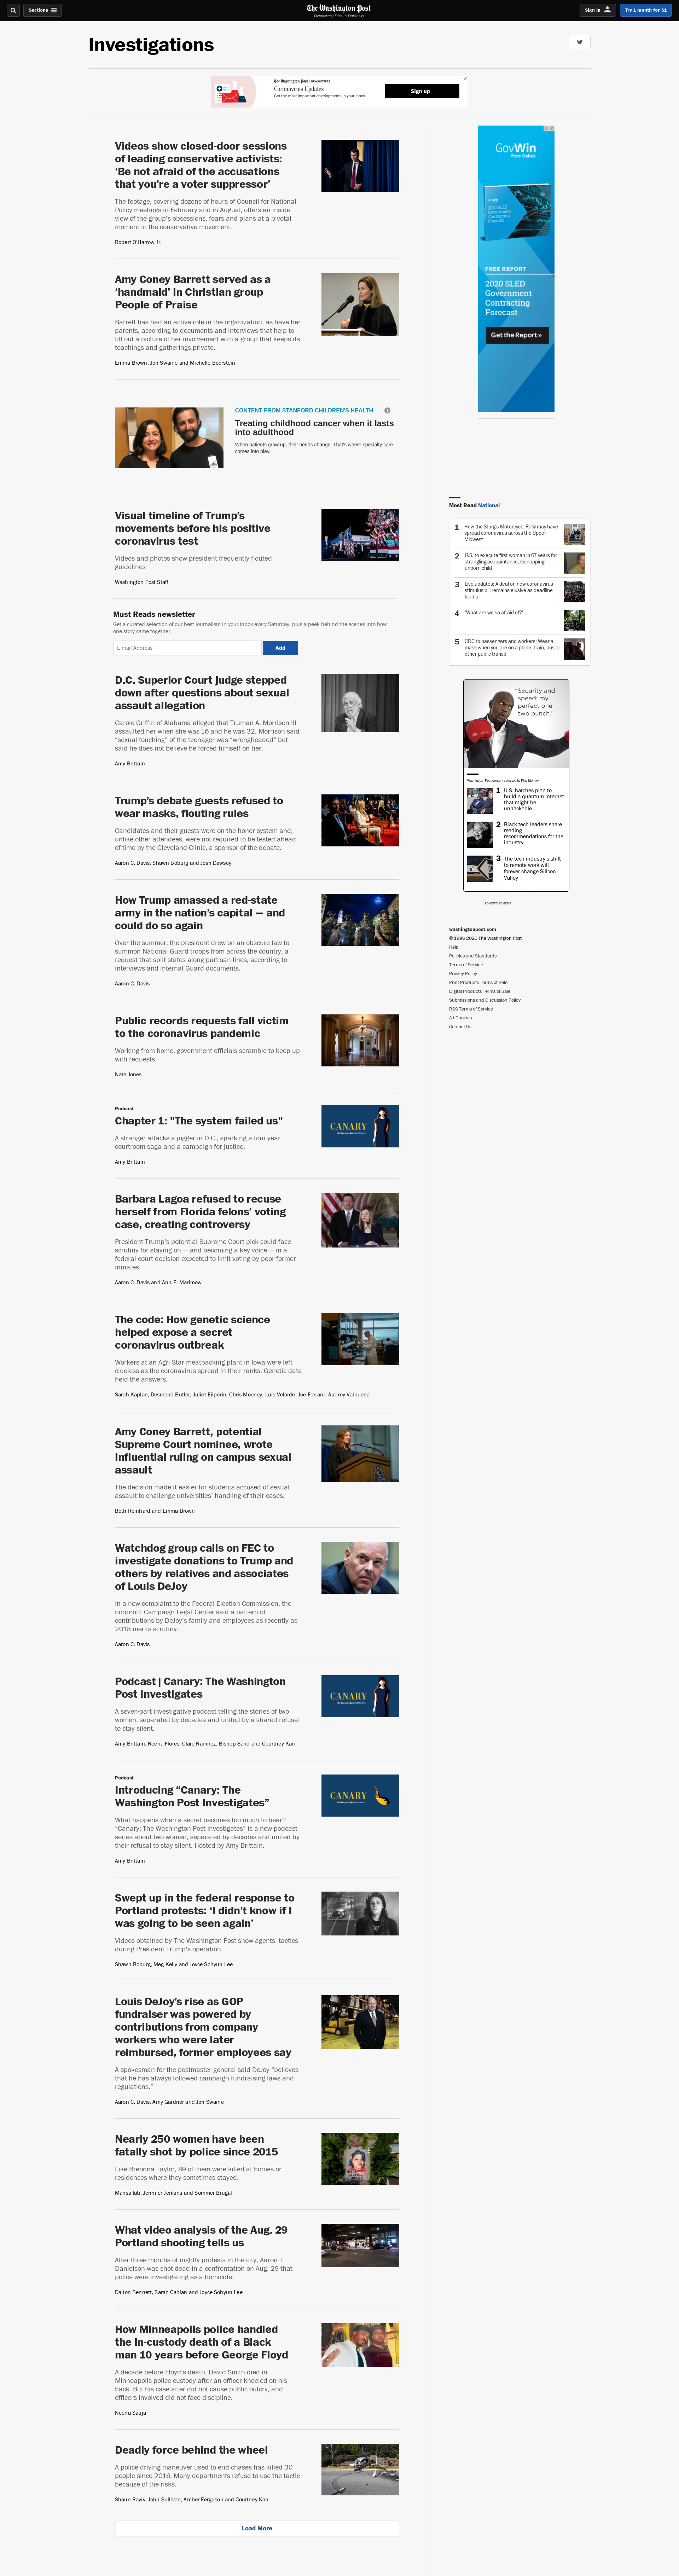 Sections
The Washington Post
Democracy Dies in Darkness
Sign In
Try 1 month for $1
Investigations
The Washington Post | NEWSLETTERS
Coronavirus Updates
Get the most important developments in your inbox.
Sign up
Videos show closed-door sessions
of leading conservative activists:
‘Be not afraid of the accusations
that you’re a voter suppressor’
The footage, covering dozens of hours of Council for National
Policy meetings in February and in August, offers an inside
view of the group’s obsessions, fears and plans at a pivotal
moment in the conservative movement.
Robert O'Harrow Jr.
Amy Coney Barrett served as a
‘handmaid’ in Christian group
People of Praise
Barrett has had an active role in the organization, as have her
parents, according to documents and interviews that help to
fill out a picture of her involvement with a group that keeps its
teachings and gatherings private.
Emma Brown, Jon Swaine and Michelle Boorstein
CONTENT FROM STANFORD CHILDREN'S HEALTH
Treating childhood cancer when it lasts
into adulthood
When patients grow up, their needs change. That's where specialty care
comes into play.
Visual timeline of Trump’s
movements before his positive
coronavirus test
Videos and photos show president frequently flouted
guidelines
Washington Post Staff
Must Reads newsletter
Get a curated selection of our best journalism in your inbox every Saturday, plus a peek behind the scenes into how
one story came together.
E-mail Address
Add
D.C. Superior Court judge stepped
down after questions about sexual
assault allegation
Carole Griffin of Alabama alleged that Truman A. Morrison III
assaulted her when she was 16 and he was 32. Morrison said
“sexual touching” of the teenager was “wrongheaded” but
said he does not believe he forced himself on her.
Amy Brittain
Trump’s debate guests refused to
wear masks, flouting rules
Candidates and their guests were on the honor system and,
unlike other attendees, were not required to be tested ahead
of time by the Cleveland Clinic, a sponsor of the debate.
Aaron C. Davis, Shawn Boburg and Josh Dawsey
How Trump amassed a red-state
army in the nation’s capital — and
could do so again
Over the summer, the president drew on an obscure law to
summon National Guard troops from across the country, a
request that split states along partisan lines, according to
interviews and internal Guard documents.
Aaron C. Davis
Public records requests fall victim
to the coronavirus pandemic
Working from home, government officials scramble to keep up
with requests.
Nate Jones
Podcast
Chapter 1: "The system failed us"
A stranger attacks a jogger in D.C., sparking a four-year
courtroom saga and a campaign for justice.
Amy Brittain
CANARY
Barbara Lagoa refused to recuse
herself from Florida felons’ voting
case, creating controversy
President Trump’s potential Supreme Court pick could face
scrutiny for staying on — and becoming a key voice — in a
federal court decision expected to limit voting by poor former
inmates.
Aaron C. Davis and Ann E. Marimow
The code: How genetic science
helped expose a secret
coronavirus outbreak
Workers at an Agri Star meatpacking plant in Iowa were left
clueless as the coronavirus spread in their ranks. Genetic data
held the answers.
Sarah Kaplan, Desmond Butler, Juliet Eilperin, Chris Mooney, Luis Velarde, Joe Fox and Audrey Valbuena
Amy Coney Barrett, potential
Supreme Court nominee, wrote
influential ruling on campus sexual
assault
The decision made it easier for students accused of sexual
assault to challenge universities’ handling of their cases.
Beth Reinhard and Emma Brown
Watchdog group calls on FEC to
investigate donations to Trump and
others by relatives and associates
of Louis DeJoy
In a new complaint to the Federal Election Commission, the
nonprofit Campaign Legal Center said a pattern of
contributions by DeJoy’s family and employees as recently as
2018 merits scrutiny.
Aaron C. Davis
Podcast | Canary: The Washington
Post Investigates
A seven-part investigative podcast telling the stories of two
women, separated by decades and united by a shared refusal
to stay silent.
Amy Brittain, Reena Flores, Clare Ramirez, Bishop Sand and Courtney Kan
CANARY
Podcast
Introducing “Canary: The
Washington Post Investigates”
What happens when a secret becomes too much to bear?
“Canary: The Washington Post Investigates” is a new podcast
series about two women, separated by decades and united by
their refusal to stay silent. Hosted by Amy Brittain.
Amy Brittain
CANARY
Swept up in the federal response to
Portland protests: ‘I didn’t know if I
was going to be seen again’
Videos obtained by The Washington Post show agents’ tactics
during President Trump's operation.
Shawn Boburg, Meg Kelly and Joyce Sohyun Lee
Louis DeJoy’s rise as GOP
fundraiser was powered by
contributions from company
workers who were later
reimbursed, former employees say
A spokesman for the postmaster general said DeJoy “believes
that he has always followed campaign fundraising laws and
regulations.”
Aaron C. Davis, Amy Gardner and Jon Swaine
Nearly 250 women have been
fatally shot by police since 2015
Like Breonna Taylor, 89 of them were killed at homes or
residences where they sometimes stayed.
Marisa Iati, Jennifer Jenkins and Sommer Brugal
What video analysis of the Aug. 29
Portland shooting tells us
After three months of nightly protests in the city, Aaron J.
Danielson was shot dead in a confrontation on Aug. 29 that
police were investigating as a homicide.
Dalton Bennett, Sarah Cahlan and Joyce Sohyun Lee
How Minneapolis police handled
the in-custody death of a Black
man 10 years before George Floyd
A decade before Floyd’s death, David Smith died in
Minneapolis police custody after an officer kneeled on his
back. But his case after did not cause public outcry, and
officers involved did not face discipline.
Neena Satija
Deadly force behind the wheel
A police driving maneuver used to end chases has killed 30
people since 2016. Many departments refuse to use the tactic
because of the risks.
Shaun Raviv, John Sullivan, Amber Ferguson and Courtney Kan
Load More
GovWin
From Deltek
FREE REPORT
2020 SLED
Government
Contracting
Forecast
Get the Report »
Most Read National
1 How the Sturgis Motorcycle Rally may have
spread coronavirus across the Upper
Midwest
2 U.S. to execute first woman in 67 years for
strangling acquaintance, kidnapping
unborn child
3 Live updates: A deal on new coronavirus
stimulus bill remains elusive as deadline
looms
4 ‘What are we so afraid of?’
5 CDC to passengers and workers: Wear a
mask when you are on a plane, train, bus or
other public transit
“Security and
speed: my
perfect one-
two punch.”
Washington Post content selected by Ping Identity.
1 U.S. hatches plan to
build a quantum Internet
that might be
unhackable
2 Black tech leaders share
reading
recommendations for the
industry
3 The tech industry's shift
to remote work will
forever change Silicon
Valley
ADVERTISEMENT
washingtonpost.com
© 1996-2020 The Washington Post
Help
Policies and Standards
Terms of Service
Privacy Policy
Print Products Terms of Sale
Digital Products Terms of Sale
Submissions and Discussion Policy
RSS Terms of Service
Ad Choices
Contact Us